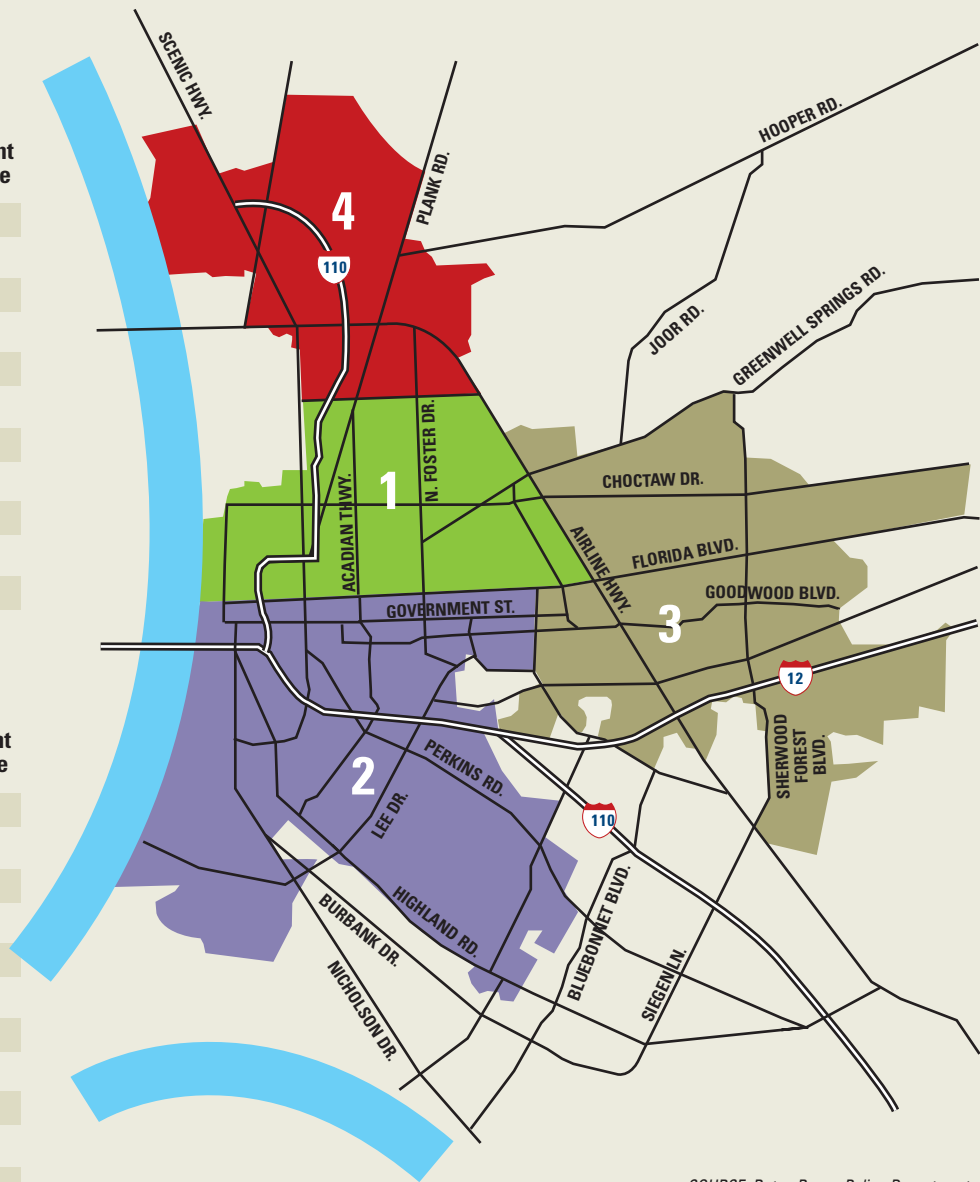 SCENIC HWY.
HOOPER RD.
PLANK RD.
4
110
JOOR RD.
GREENWELL SPRINGS RD.
N. FOSTER DR.
1
CHOCTAW DR.
ACADIAN THWY.
AIRLINE HWY.
FLORIDA BLVD.
GOODWOOD BLVD.
GOVERNMENT ST.
3
12
SHERWOOD
FOREST
BLVD.
2
PERKINS RD.
LEE DR.
110
HIGHLAND RD.
BURBANK DR.
BLUEBONNET BLVD.
NICHOLSON DR.
SIEGEN LN.